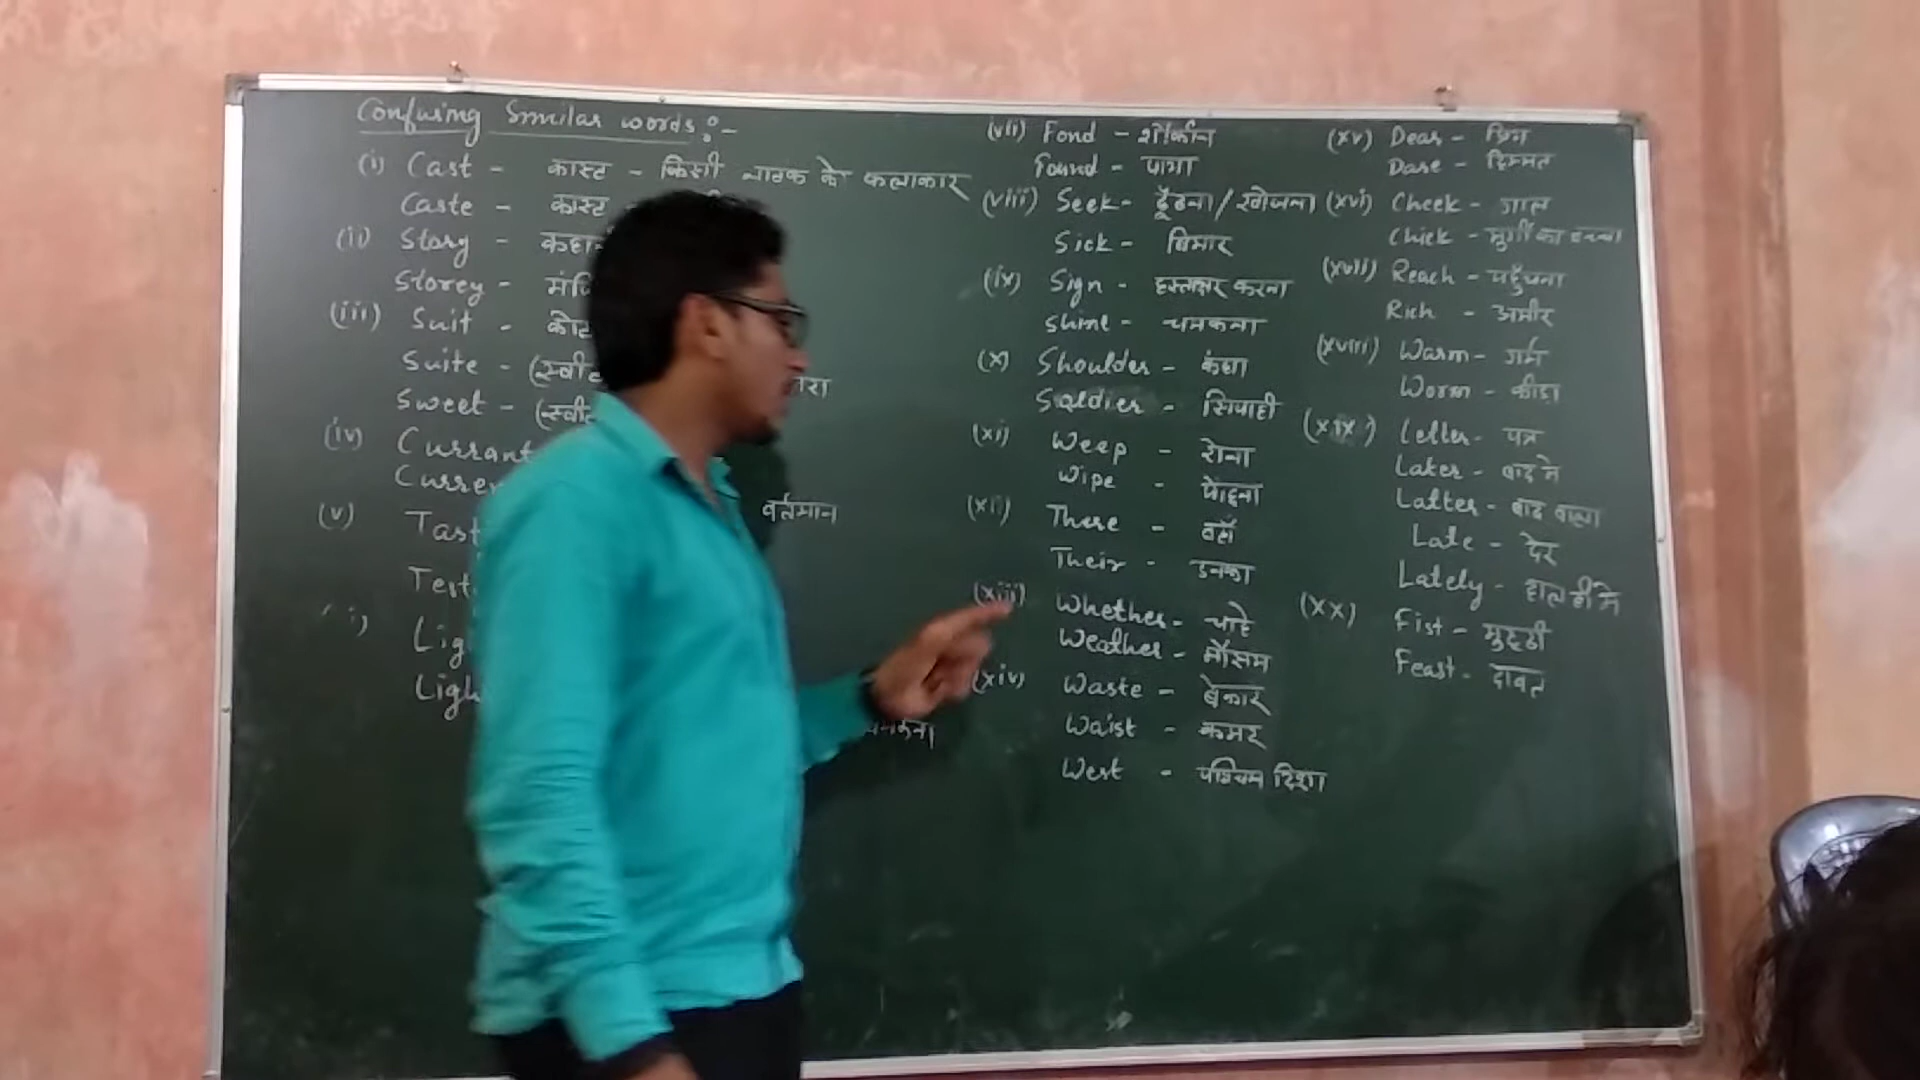 Confusing Similar words :-
(i) Cast - कास्ट - किसी नाटक के कलाकार
Caste - कास्ट
(ii) Story -
Storey -
(iii) Suit -
Suite - (स्वीट
Sweet - (स्वीट
(iv) Currant
(v)
वर्तमान
चमकना
(vii) Fond - शौकीन
Found - पाया
(viii) Seek - ढूँढना / खोजना
Sick - बिमार
(ix) Sign - हस्ताक्षर करना
Shine - चमकना
(x) Shoulder - कंधा
Soldier - सिपाही
(xi) Weep - रोना
Wipe - पोछना
(xii) There - वहाँ
Their - उनका
(xiii) Whether - चाहे
Weather - मौसम
(xiv) Waste - बेकार
Waist - कमर
West - पश्चिम दिशा
(xv) Dear - प्रिय
Dare - हिम्मत
(xvi) Cheek - गाल
Chick - मुर्गी का बच्चा
(xvii) Reach - पहुँचना
Rich - अमीर
(xviii) Warm - गर्म
Worm - कीडा
(xix) Letter - पत्र
Later - बाद मे
Latter - बाद वाला
Late - देर
Lately - हाल ही मे
(xx) Fist - मुट्ठी
Feast - दावत